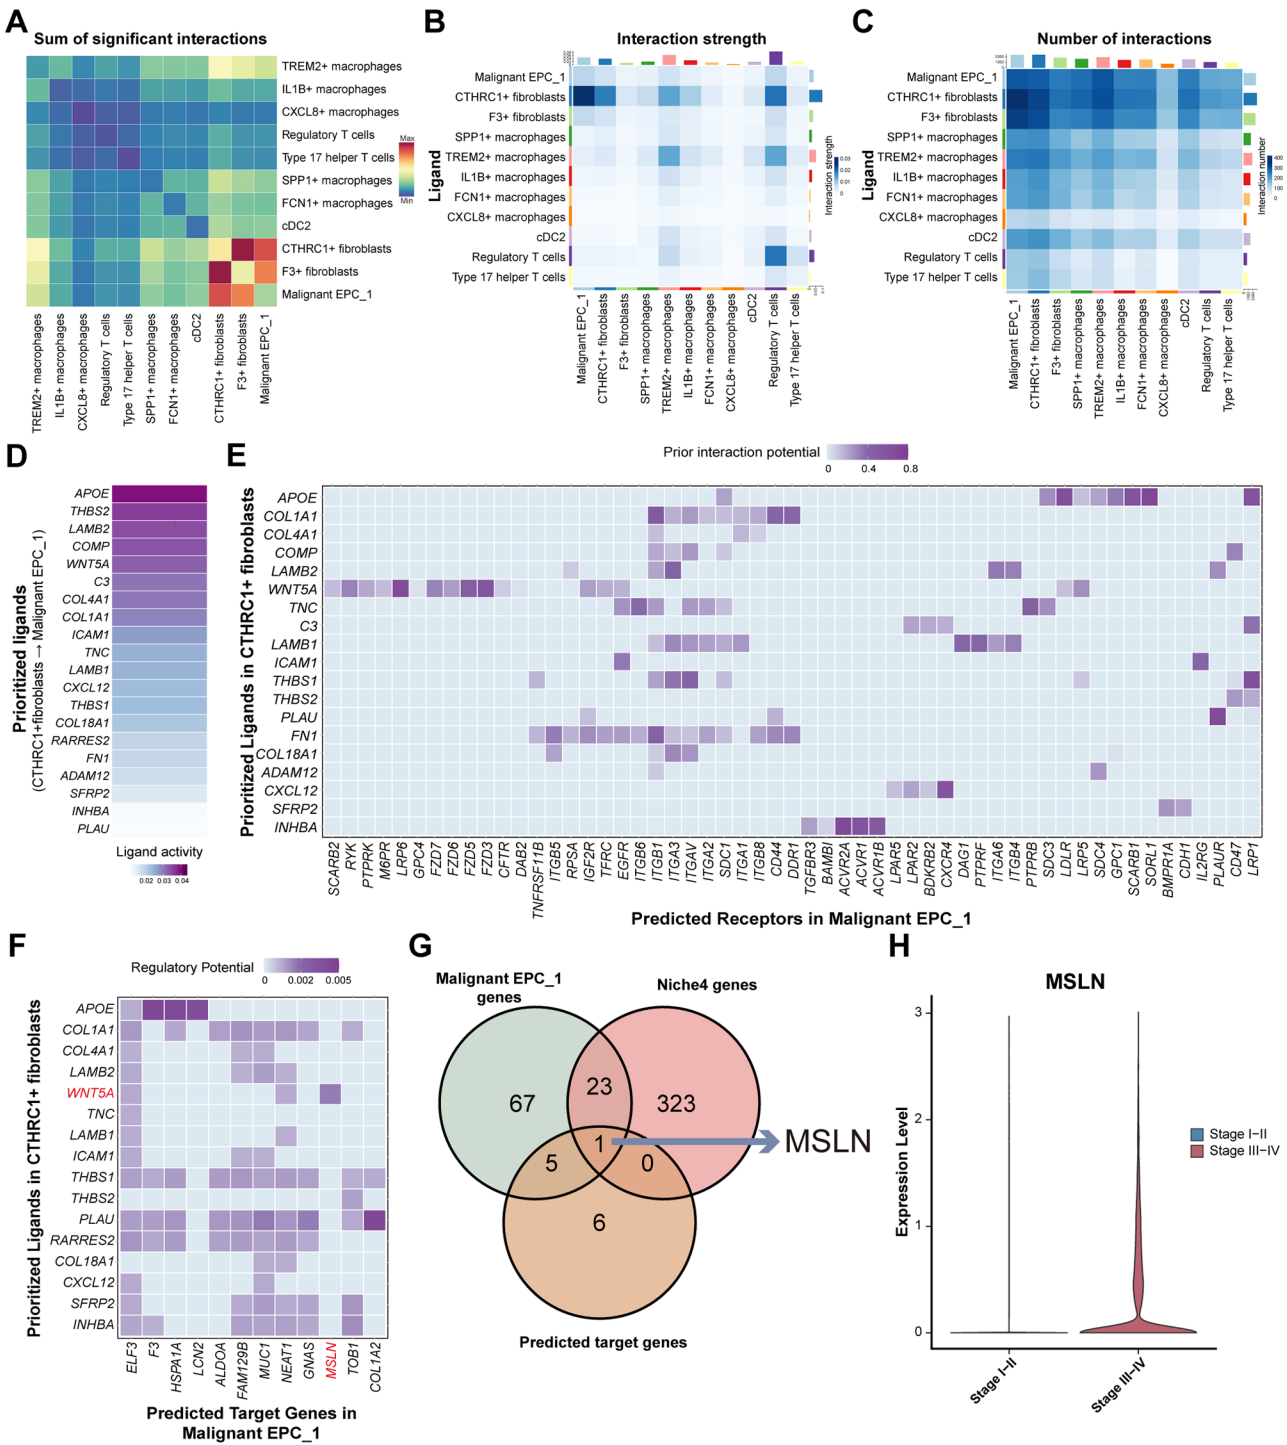 A
Sum of significant interactions
TREM2+ macrophages
IL1B+ macrophages
CXCL8+ macrophages
Regulatory T cells
Type 17 helper T cells
SPP1+ macrophages
FCN1+ macrophages
cDC2
CTHRC1+ fibroblasts
F3+ fibroblasts
Malignant EPC_1
Max
Min
TREM2+ macrophages
IL1B+ macrophages
CXCL8+ macrophages
Regulatory T cells
Type 17 helper T cells
SPP1+ macrophages
FCN1+ macrophages
cDC2
CTHRC1+ fibroblasts
F3+ fibroblasts
Malignant EPC_1
B
Interaction strength
Ligand
Malignant EPC_1
CTHRC1+ fibroblasts
F3+ fibroblasts
SPP1+ macrophages
TREM2+ macrophages
IL1B+ macrophages
FCN1+ macrophages
CXCL8+ macrophages
cDC2
Regulatory T cells
Type 17 helper T cells
Interaction strength
0.03
0.02
0.01
0
Malignant EPC_1
CTHRC1+ fibroblasts
F3+ fibroblasts
SPP1+ macrophages
TREM2+ macrophages
IL1B+ macrophages
FCN1+ macrophages
CXCL8+ macrophages
cDC2
Regulatory T cells
Type 17 helper T cells
C
Number of interactions
Ligand
Malignant EPC_1
CTHRC1+ fibroblasts
F3+ fibroblasts
SPP1+ macrophages
TREM2+ macrophages
IL1B+ macrophages
FCN1+ macrophages
CXCL8+ macrophages
cDC2
Regulatory T cells
Type 17 helper T cells
Interaction number
400
300
200
100
0
Malignant EPC_1
CTHRC1+ fibroblasts
F3+ fibroblasts
SPP1+ macrophages
TREM2+ macrophages
IL1B+ macrophages
FCN1+ macrophages
CXCL8+ macrophages
cDC2
Regulatory T cells
Type 17 helper T cells
D
Prioritized ligands
(CTHRC1+fibroblasts → Malignant EPC_1)
APOE
THBS2
LAMB2
COMP
WNT5A
C3
COL4A1
COL1A1
ICAM1
TNC
LAMB1
CXCL12
THBS1
COL18A1
RARRES2
FN1
ADAM12
SFRP2
INHBA
PLAU
Ligand activity
0.02 0.03 0.04
E
Prior interaction potential
0 0.4 0.8
Prioritized Ligands in CTHRC1+ fibroblasts
APOE
COL1A1
COL4A1
COMP
LAMB2
WNT5A
TNC
C3
LAMB1
ICAM1
THBS1
THBS2
PLAU
FN1
COL18A1
ADAM12
CXCL12
SFRP2
INHBA
SCARB2
RYK
PTPRK
M6PR
LRP6
GPC4
FZD7
FZD6
FZD5
FZD3
CFTR
DAB2
TNFRSF11B
ITGB5
RPSA
IGF2R
TFRC
EGFR
ITGB6
ITGB1
ITGA3
ITGAV
ITGA2
SDC1
ITGA1
ITGB8
CD44
DDR1
TGFBR3
BAMBI
ACVR2A
ACVR1
ACVR1B
LPAR5
LPAR2
BDKRB2
CXCR4
DAG1
PTPRF
ITGA6
ITGB4
PTPRB
SDC3
LDLR
LRP5
SDC4
GPC1
SCARB1
SORL1
BMPR1A
CDH1
IL2RG
PLAUR
CD47
LRP1
Predicted Receptors in Malignant EPC_1
F
Regulatory Potential
0 0.002 0.005
Prioritized Ligands in CTHRC1+ fibroblasts
APOE
COL1A1
COL4A1
LAMB2
WNT5A
TNC
LAMB1
ICAM1
THBS1
THBS2
PLAU
RARRES2
COL18A1
CXCL12
SFRP2
INHBA
ELF3
F3
HSPA1A
LCN2
ALDOA
FAM129B
MUC1
NEAT1
GNAS
MSLN
TOB1
COL1A2
Predicted Target Genes in
Malignant EPC_1
G
Malignant EPC_1
genes
Niche4 genes
67
23
323
1
MSLN
5
0
6
Predicted target genes
H
MSLN
Expression Level
3
2
1
0
Stage I–II
Stage III–IV
Stage I–II
Stage III–IV